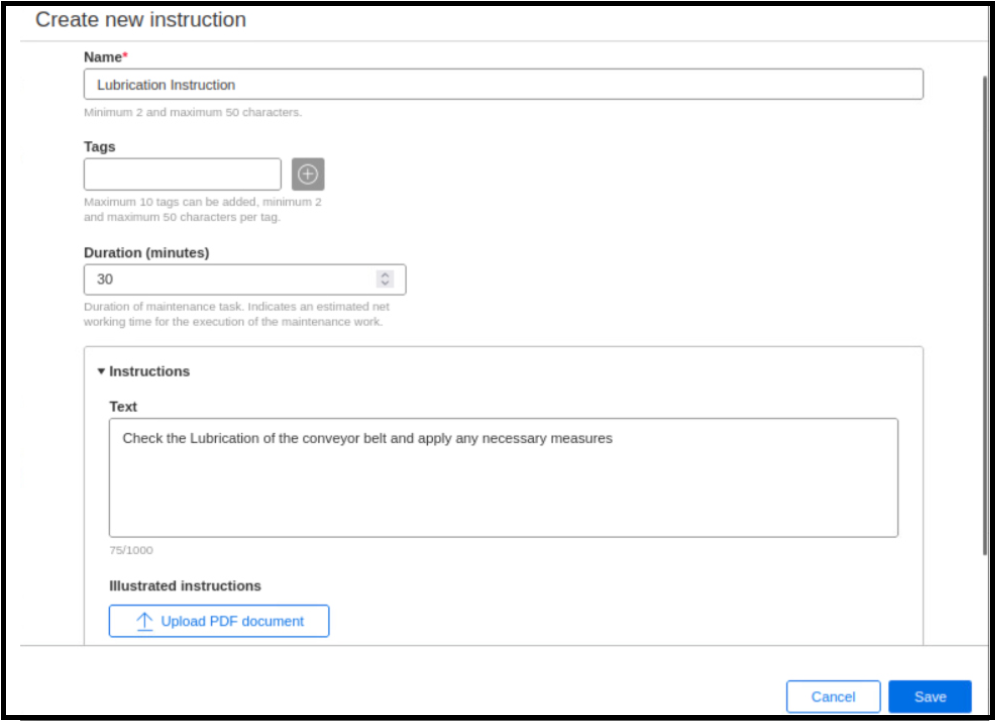 Create new instruction
Name*
Lubrication Instruction
Minimum 2 and maximum 50 characters.
Tags
Maximum 10 tags can be added, minimum 2
and maximum 50 characters per tag.
Duration (minutes)
30
Duration of maintenance task. Indicates an estimated net
working time for the execution of the maintenance work.
Instructions
Text
Check the Lubrication of the conveyor belt and apply any necessary measures
75/1000
Illustrated instructions
Upload PDF document
Cancel Save